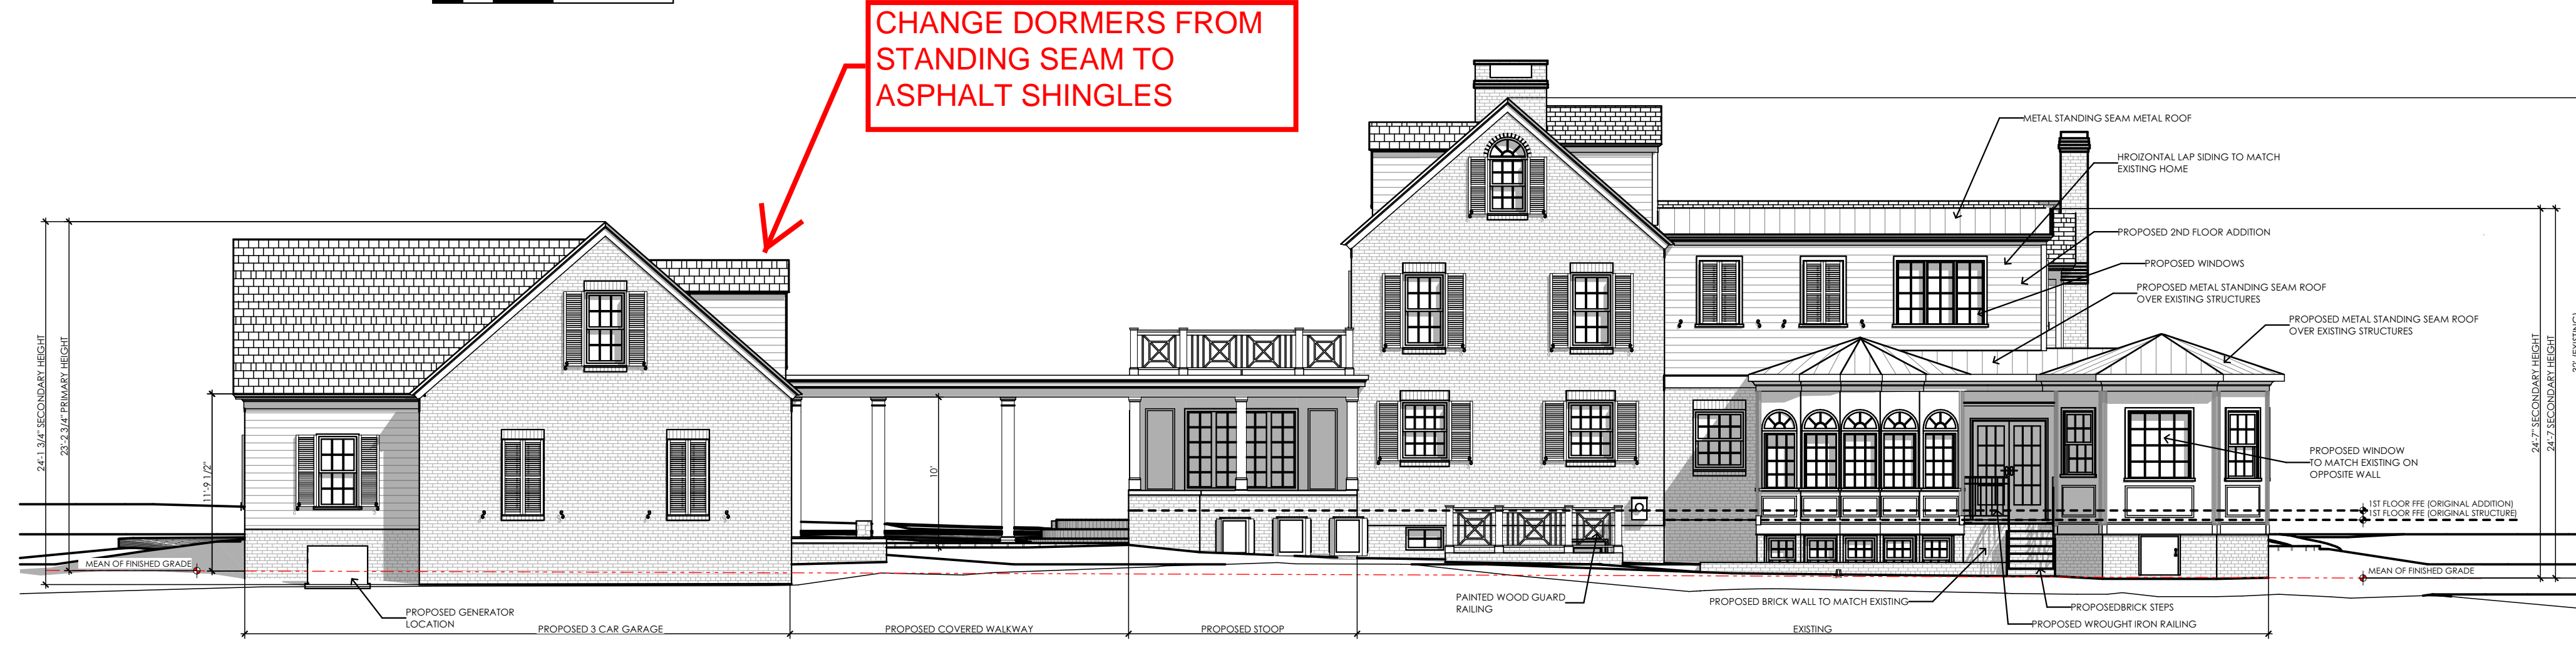 CHANGE DORMERS FROM
STANDING SEAM TO
ASPHALT SHINGLES
METAL STANDING SEAM METAL ROOF
HROIZONTAL LAP SIDING TO MATCH
EXISTING HOME
PROPOSED 2ND FLOOR ADDITION
PROPOSED WINDOWS
PROPOSED METAL STANDING SEAM ROOF
OVER EXISTING STRUCTURES
PROPOSED METAL STANDING SEAM ROOF
OVER EXISTING STRUCTURES
24'-1 3/4" SECONDARY HEIGHT
23'-2 3/4" PRIMARY HEIGHT
11'-9 1/2"
10'
24'-7" SECONDARY HEIGHT
24'-7 SECONDARY HEIGHT
PROPOSED WINDOW
TO MATCH EXISTING ON
OPPOSITE WALL
1ST FLOOR FFE (ORIGINAL ADDITION)
1ST FLOOR FFE (ORIGINAL STRUCTURE)
MEAN OF FINISHED GRADE
MEAN OF FINISHED GRADE
PROPOSED GENERATOR
LOCATION
PAINTED WOOD GUARD
RAILING
PROPOSED BRICK WALL TO MATCH EXISTING
PROPOSEDBRICK STEPS
PROPOSED WROUGHT IRON RAILING
PROPOSED 3 CAR GARAGE
PROPOSED COVERED WALKWAY
PROPOSED STOOP
EXISTING